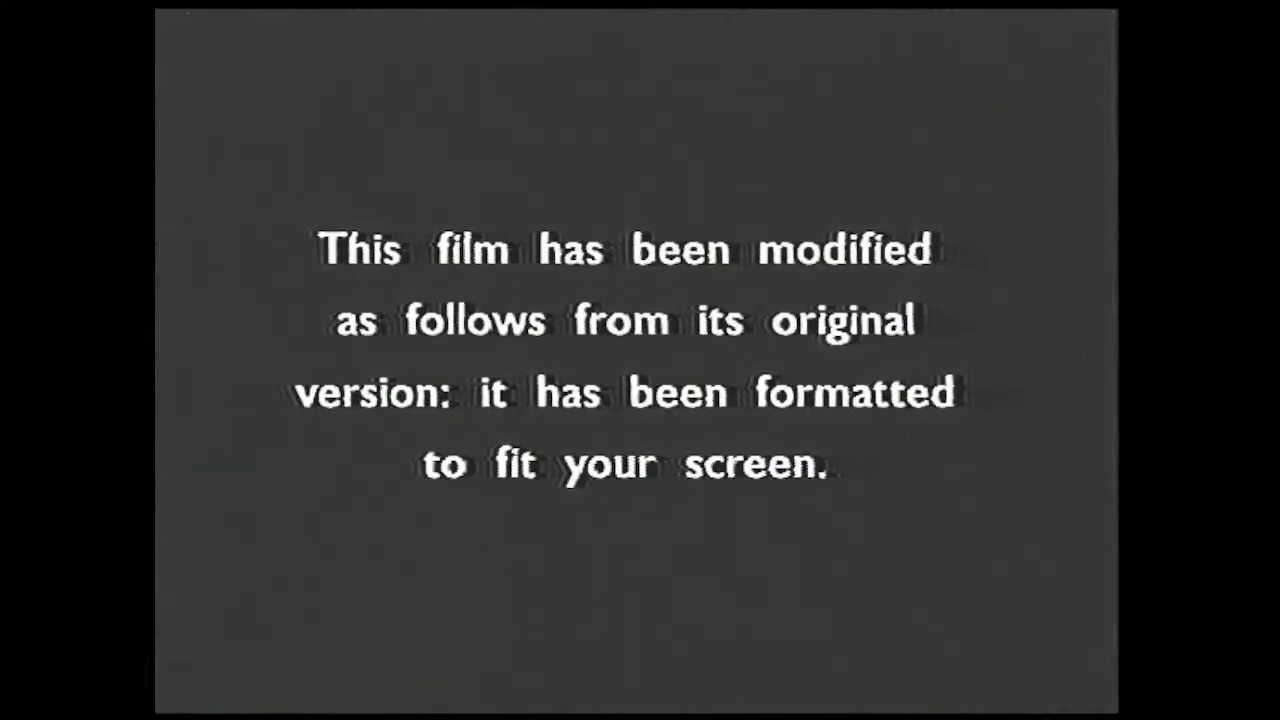 This film has been modified
as follows from its original
version: it has been formatted
to fit your screen.